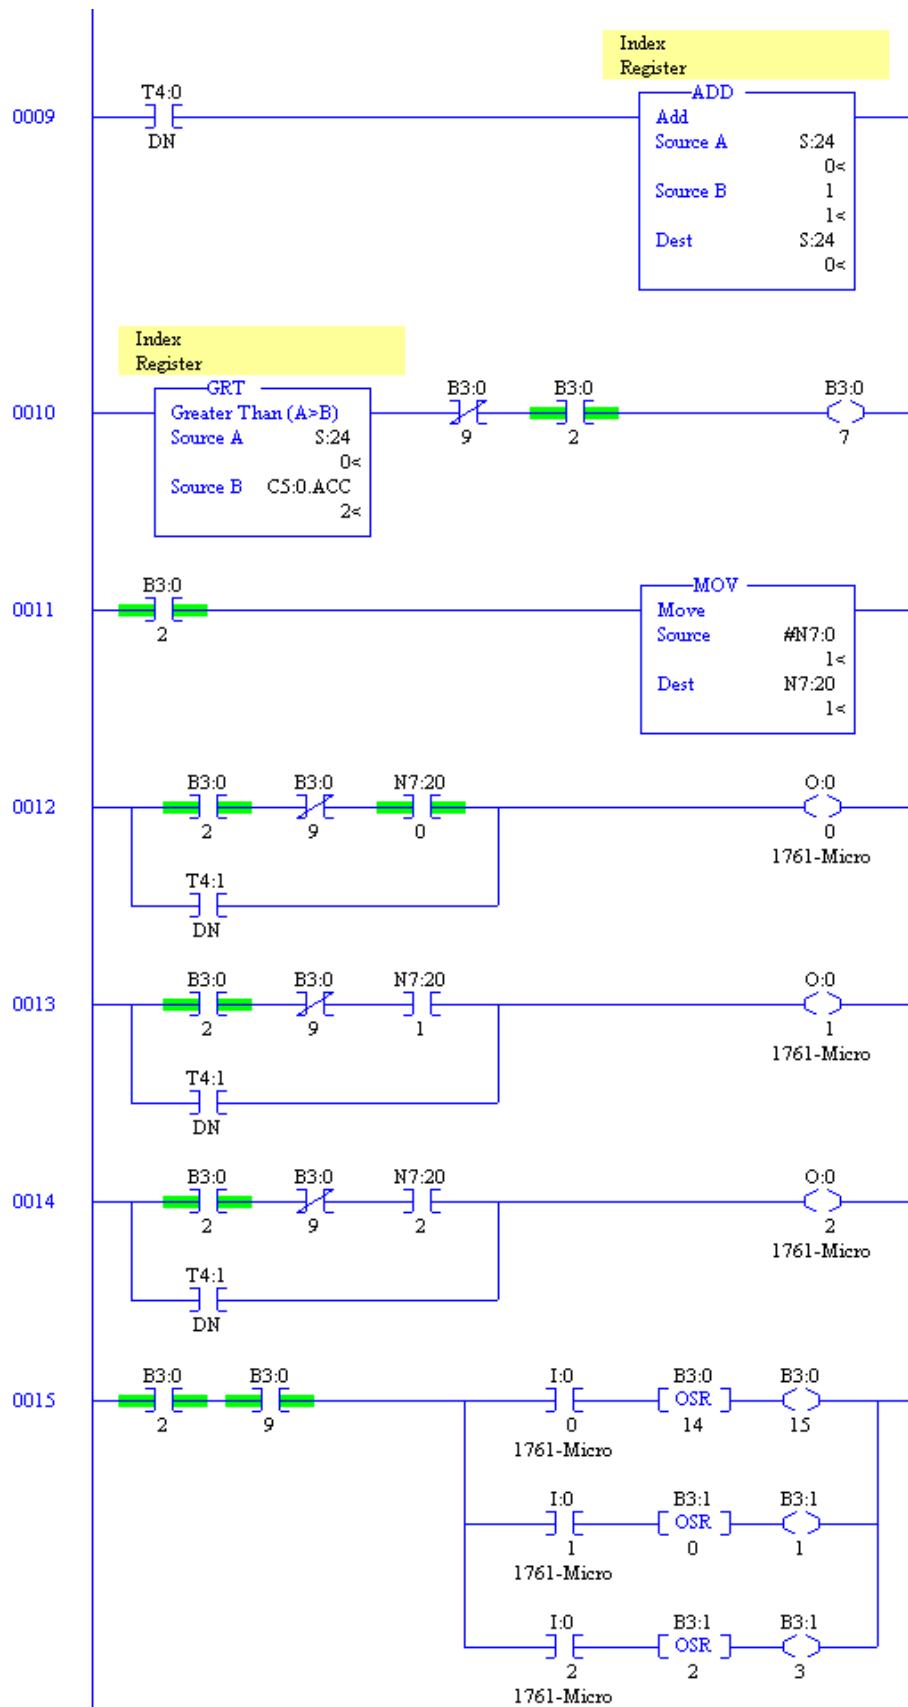 Index
Register
T4:0
ADD
0009
Add
DN
Source A S:24
0<
Source B 1
1<
Dest S:24
0<
Index
Register
GRT
B3:0 B3:0 B3:0
0010
Greater Than (A>B)
9 2 7
Source A S:24
0<
Source B C5:0.ACC
2<
B3:0
MOV
0011
Move
2
Source #N7:0
1<
Dest N7:20
1<
B3:0 B3:0 N7:20 O:0
0012
2 9 0 0
1761-Micro
T4:1
DN
B3:0 B3:0 N7:20 O:0
0013
2 9 1 1
1761-Micro
T4:1
DN
B3:0 B3:0 N7:20 O:0
0014
2 9 2 2
1761-Micro
T4:1
DN
B3:0 B3:0 I:0 B3:0 B3:0
0015
OSR
2 9 0 14 15
1761-Micro
I:0 B3:1 B3:1
OSR
1 0 1
1761-Micro
I:0 B3:1 B3:1
OSR
2 2 3
1761-Micro